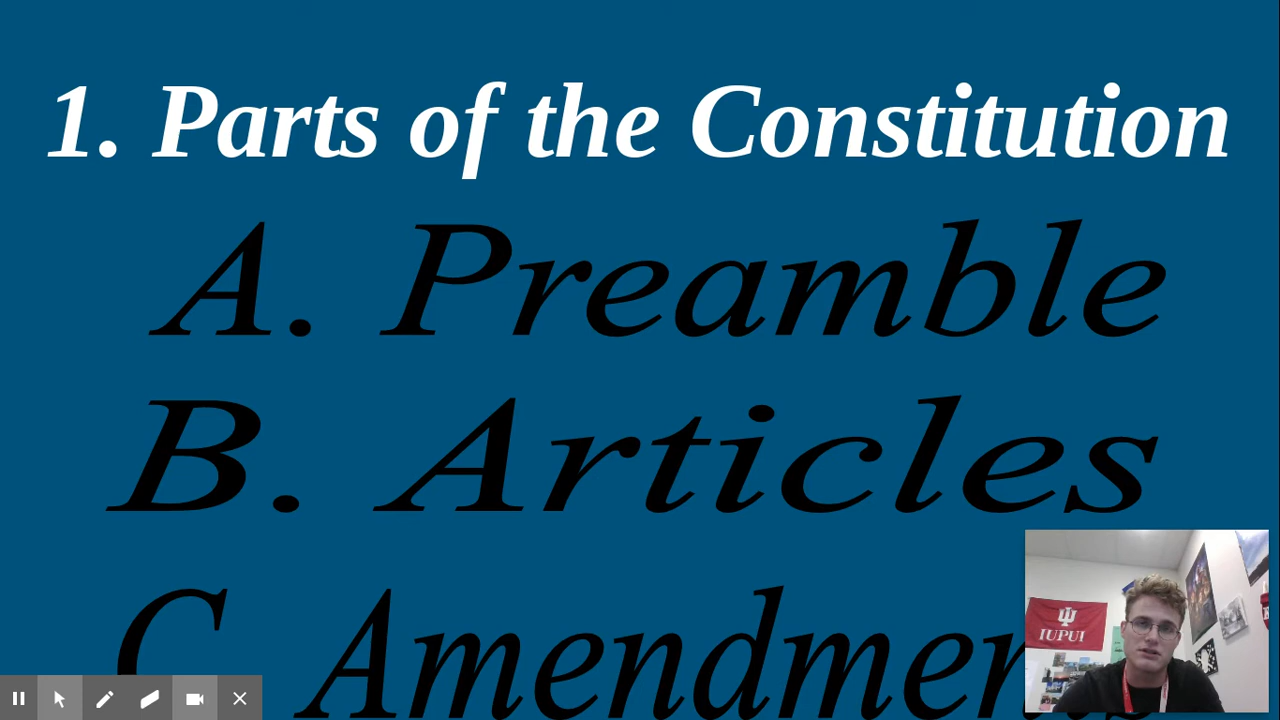 1. Parts of the Constitution
A. Preamble
B. Articles
C Amendmen
IUPUI